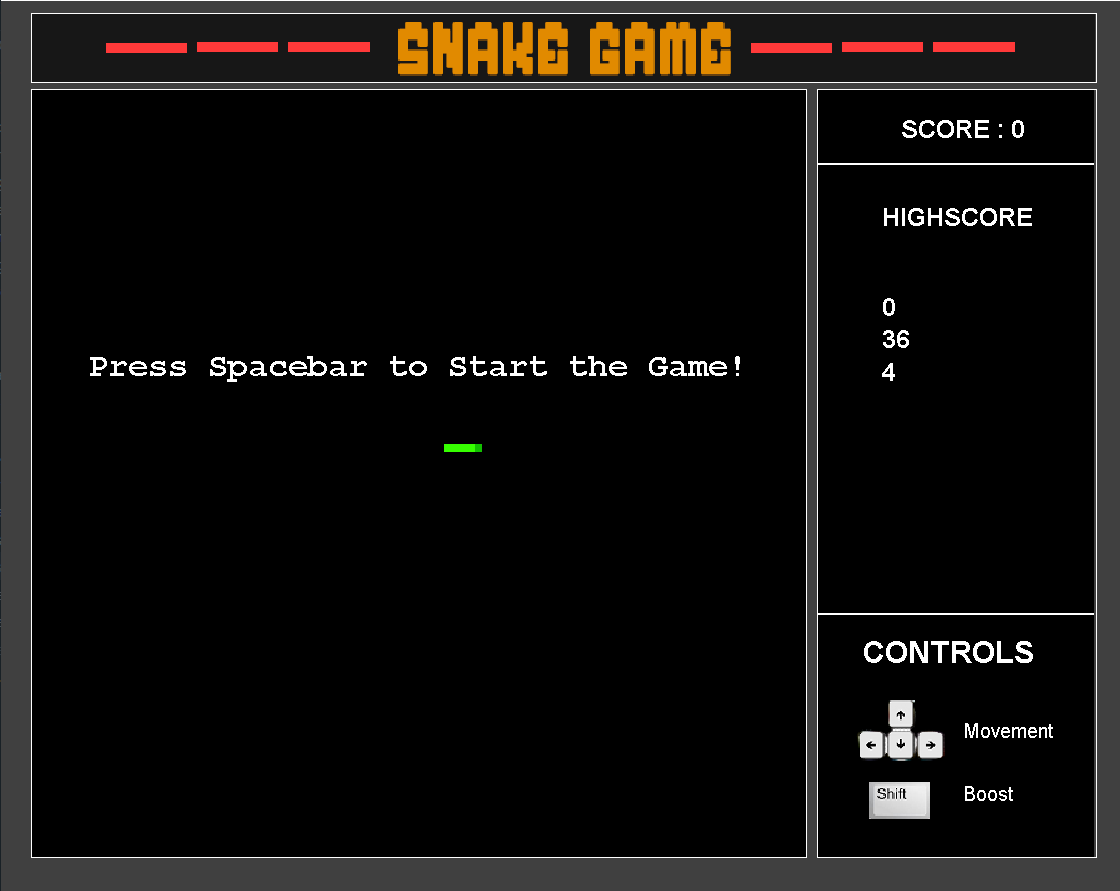 SNAKE GAME
SCORE : 0
HIGHSCORE
0
36
4
Press Spacebar to Start the Game!
CONTROLS
Movement
Shift
Boost